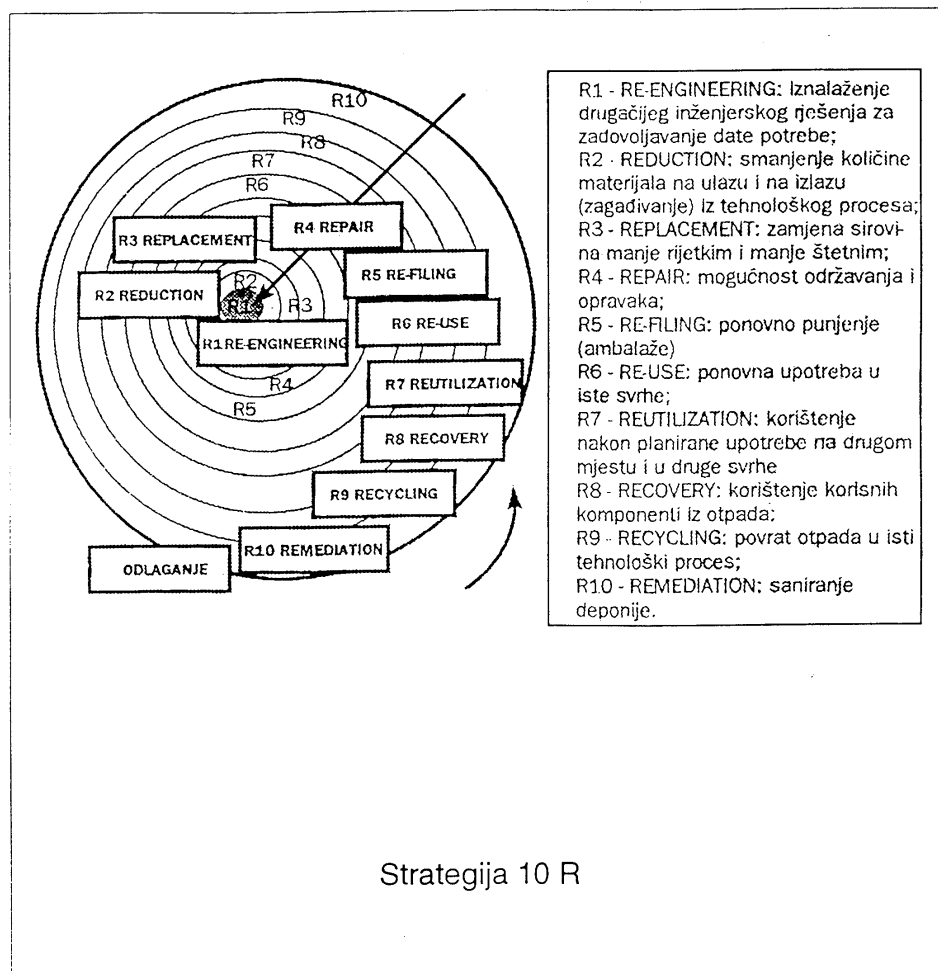 R10
R9
R8
R7
R6
R3 REPLACEMENT
R4 REPAIR
R2 REDUCTION
R2
R5 RE-FILING
R1
R3
R6 RE-USE
R1 RE-ENGINEERING
R4
R7 REUTILIZATION
R5
R8 RECOVERY
R9 RECYCLING
R10 REMEDIATION
ODLAGANJE
R1 - RE-ENGINEERING: Iznalaženje
drugačijeg inženjerskog rješenja za
zadovoljavanje date potrebe;
R2 - REDUCTION: smanjenje količine
materijala na ulazu i na izlazu
(zagađivanje) iz tehnološkog procesa;
R3 - REPLACEMENT: zamjena sirovi-
na manje rijetkim i manje štetnim;
R4 - REPAIR: mogućnost održavanja i
opravaka;
R5 - RE-FILING: ponovno punjenje
(ambalaže)
R6 - RE-USE: ponovna upotreba u
iste svrhe;
R7 - REUTILIZATION: korištenje
nakon planirane upotrebe na drugom
mjestu i u druge svrhe
R8 - RECOVERY: korištenje korisnih
komponenti iz otpada;
R9 - RECYCLING: povrat otpada u isti
tehnološki proces;
R10 - REMEDIATION: saniranje
deponije.
Strategija 10 R